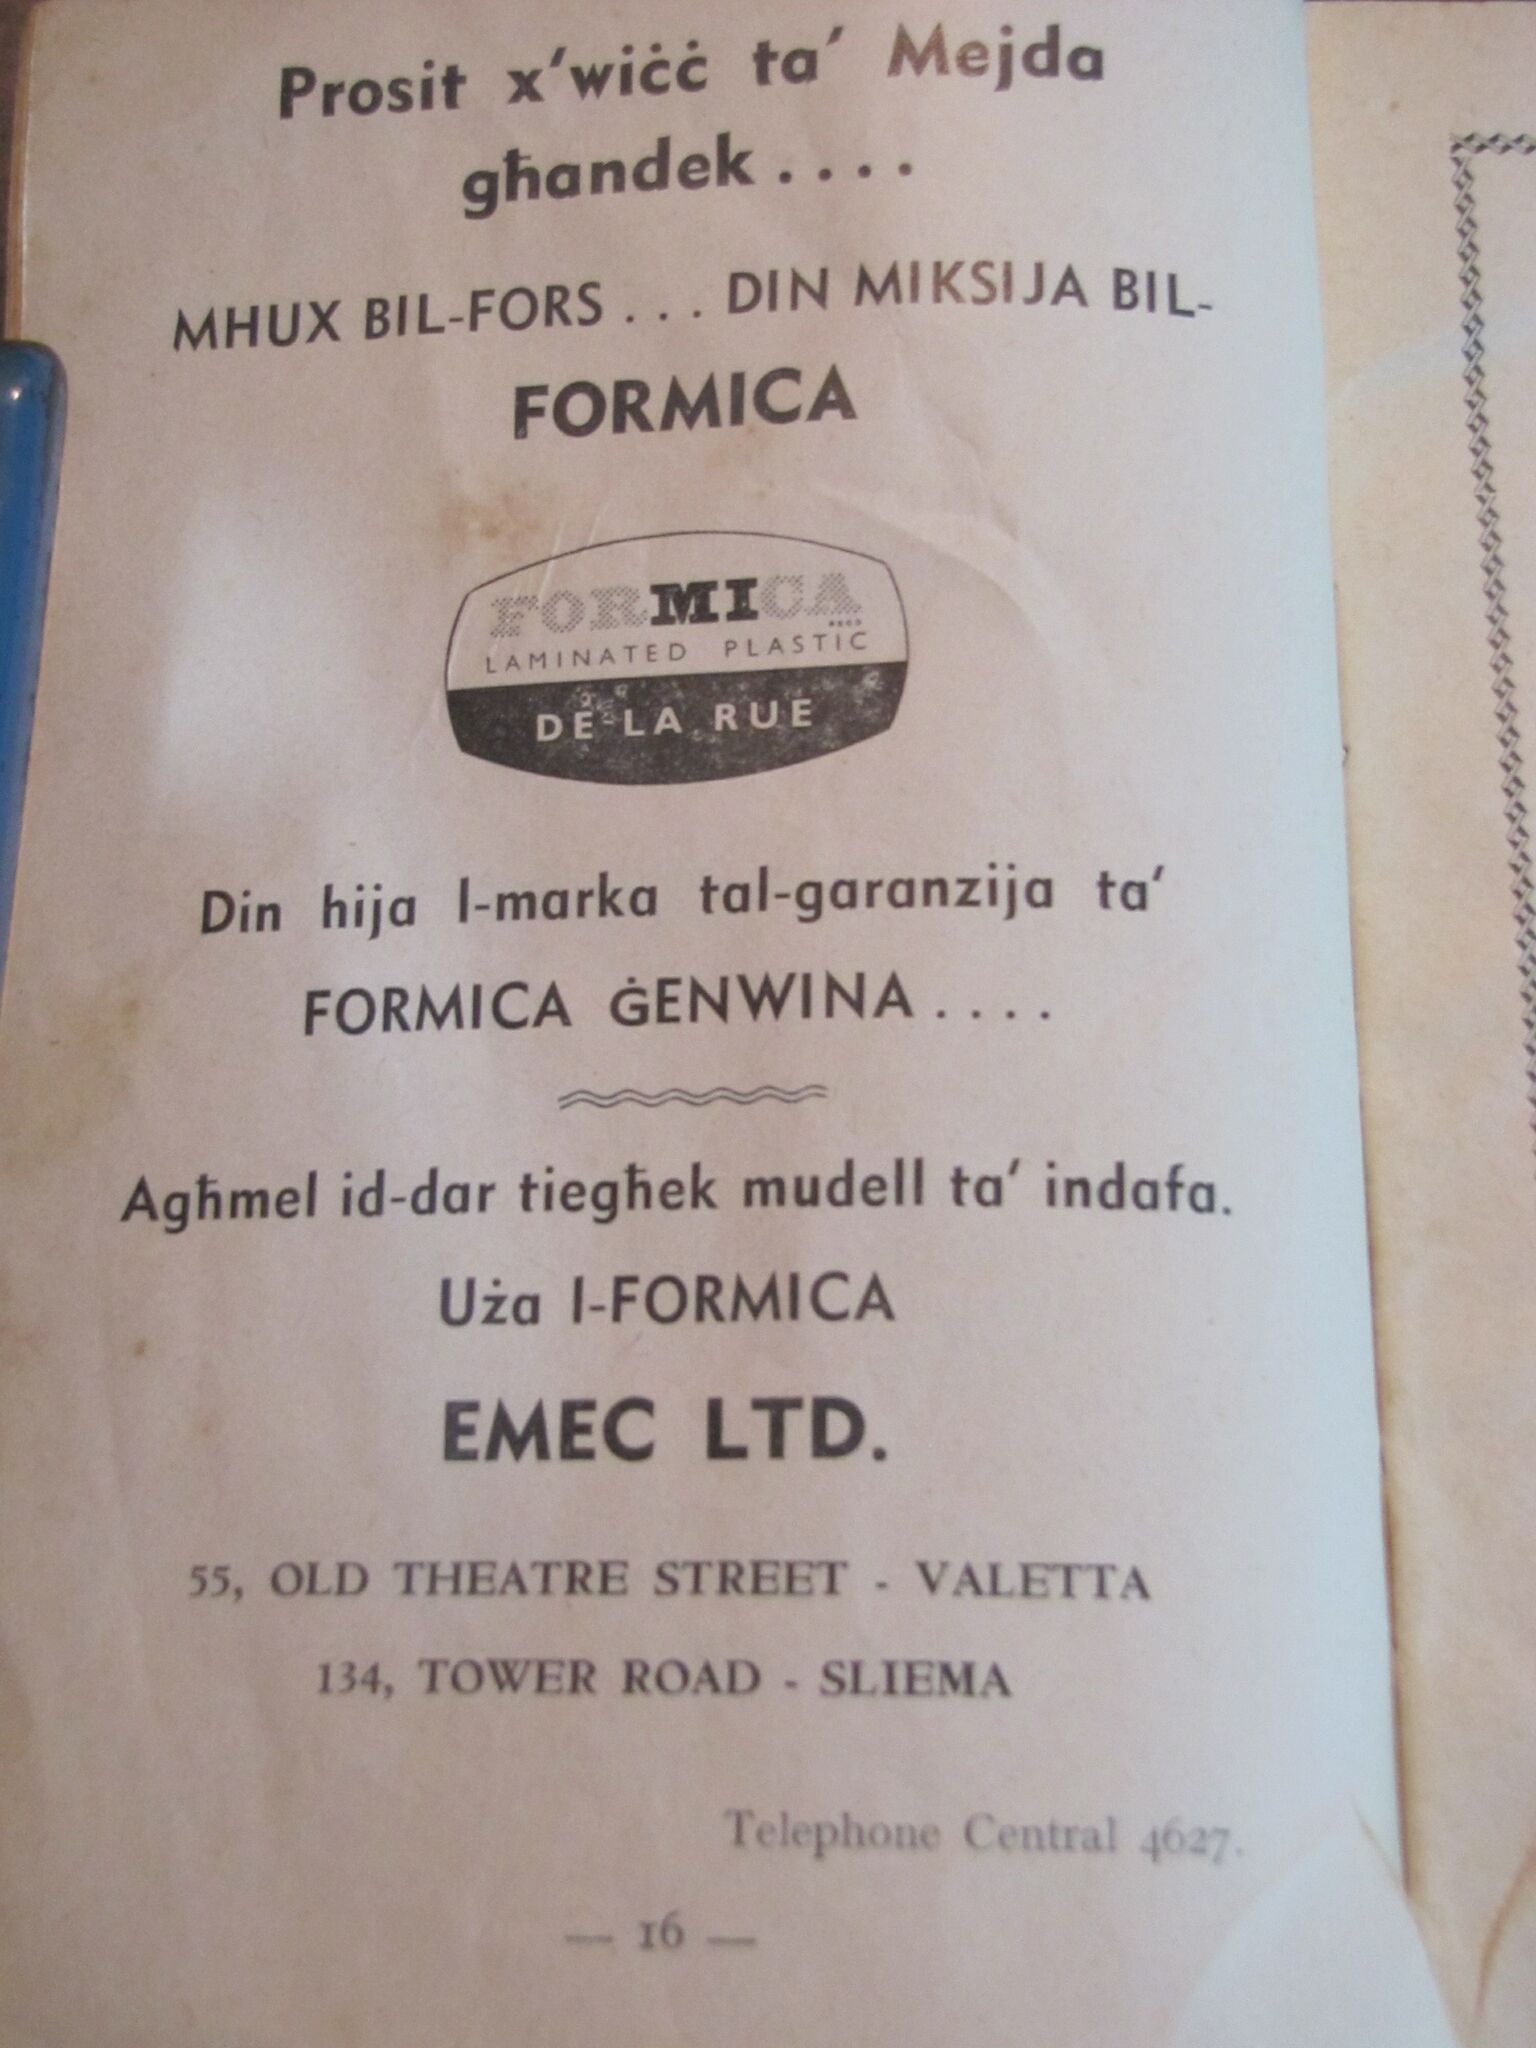 Prosit x'wiċċ ta' Mejda
għandek . . . .
MHUX BIL-FORS . . . DIN MIKSIJA BIL-
FORMICA
FORMICA
REGD
LAMINATED PLASTIC
DE LA RUE
Din hija l-marka tal-garanzija ta'
FORMICA ĠENWINA . . . .
Agħmel id-dar tiegħek mudell ta' indafa.
Uża l-FORMICA
EMEC LTD.
55, OLD THEATRE STREET - VALETTA
134, TOWER ROAD - SLIEMA
Telephone Central 4627.
— 16 —